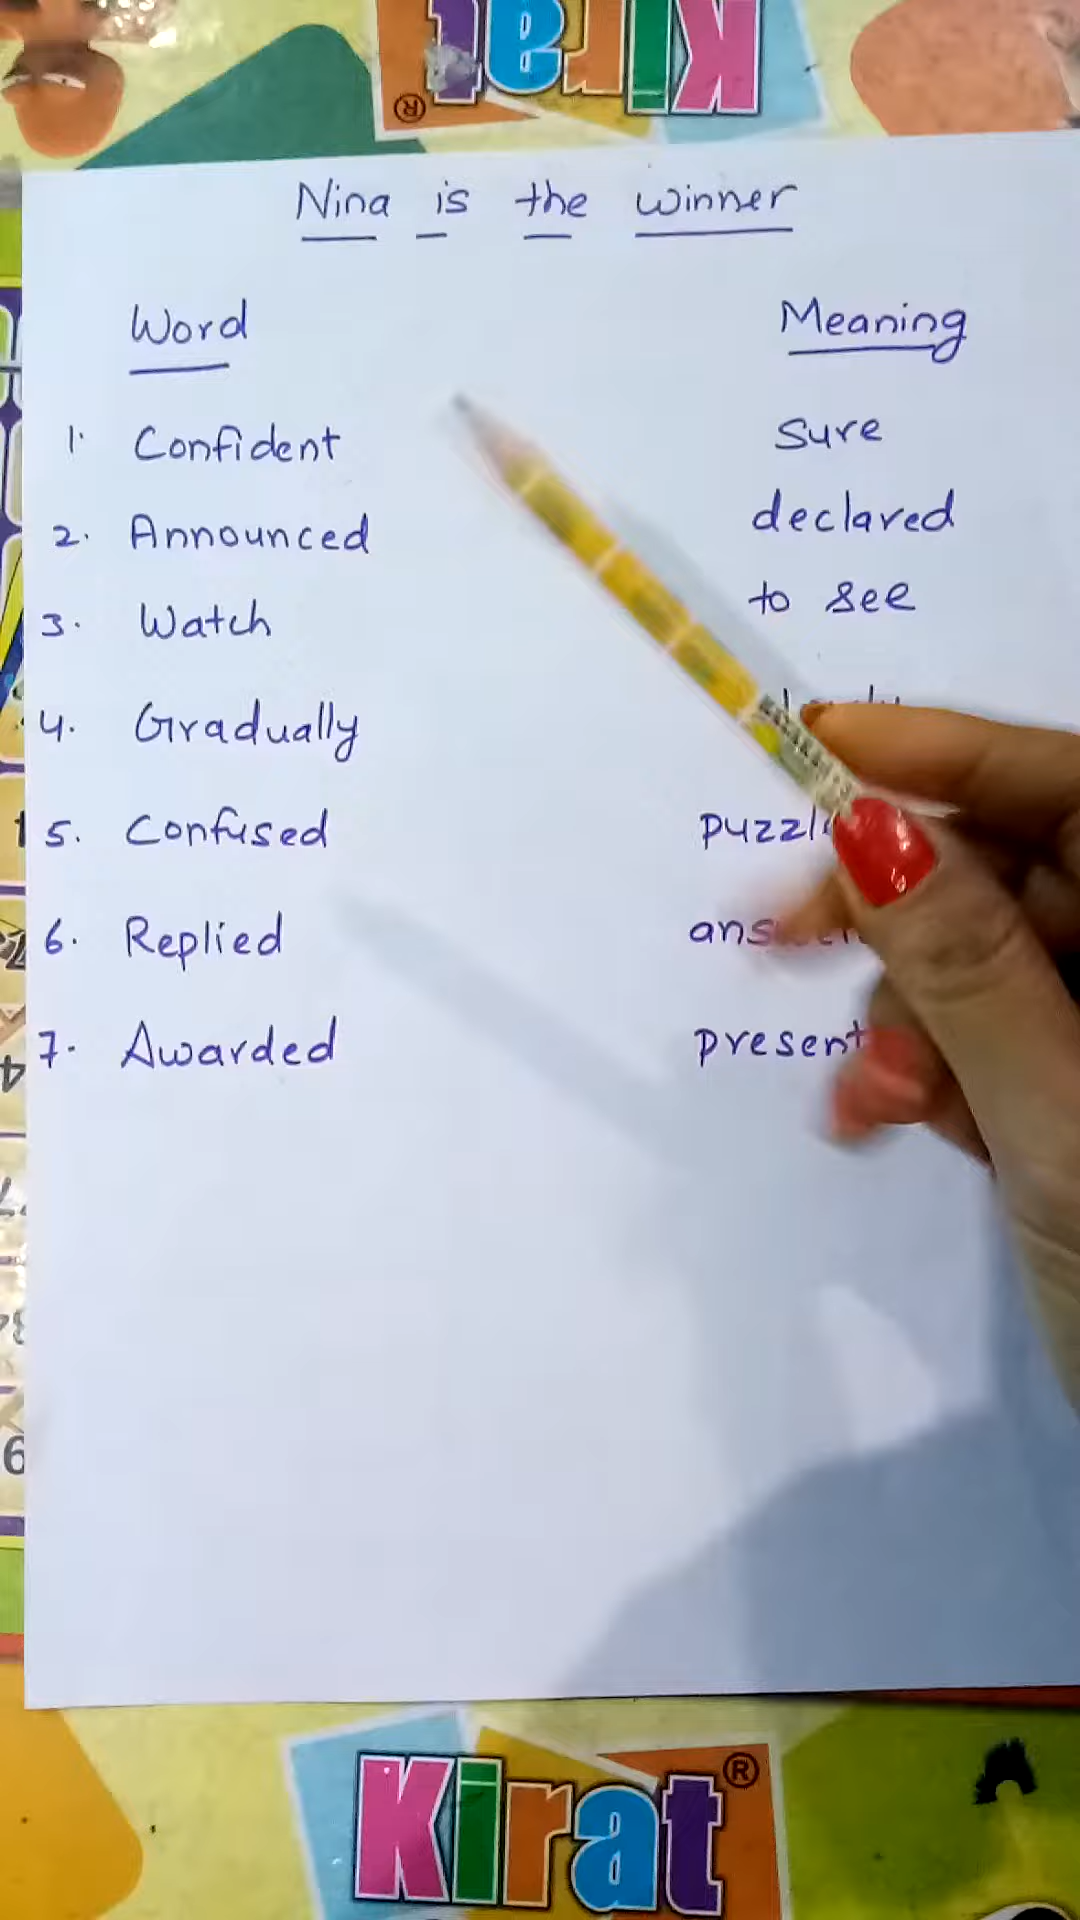 Kirat®
Nina is the winner
Word Meaning
1. Confident sure
2. Announced declared
3. Watch to see
4. Gradually
5. Confused
6. Replied
7. Awarded present
Kirat®